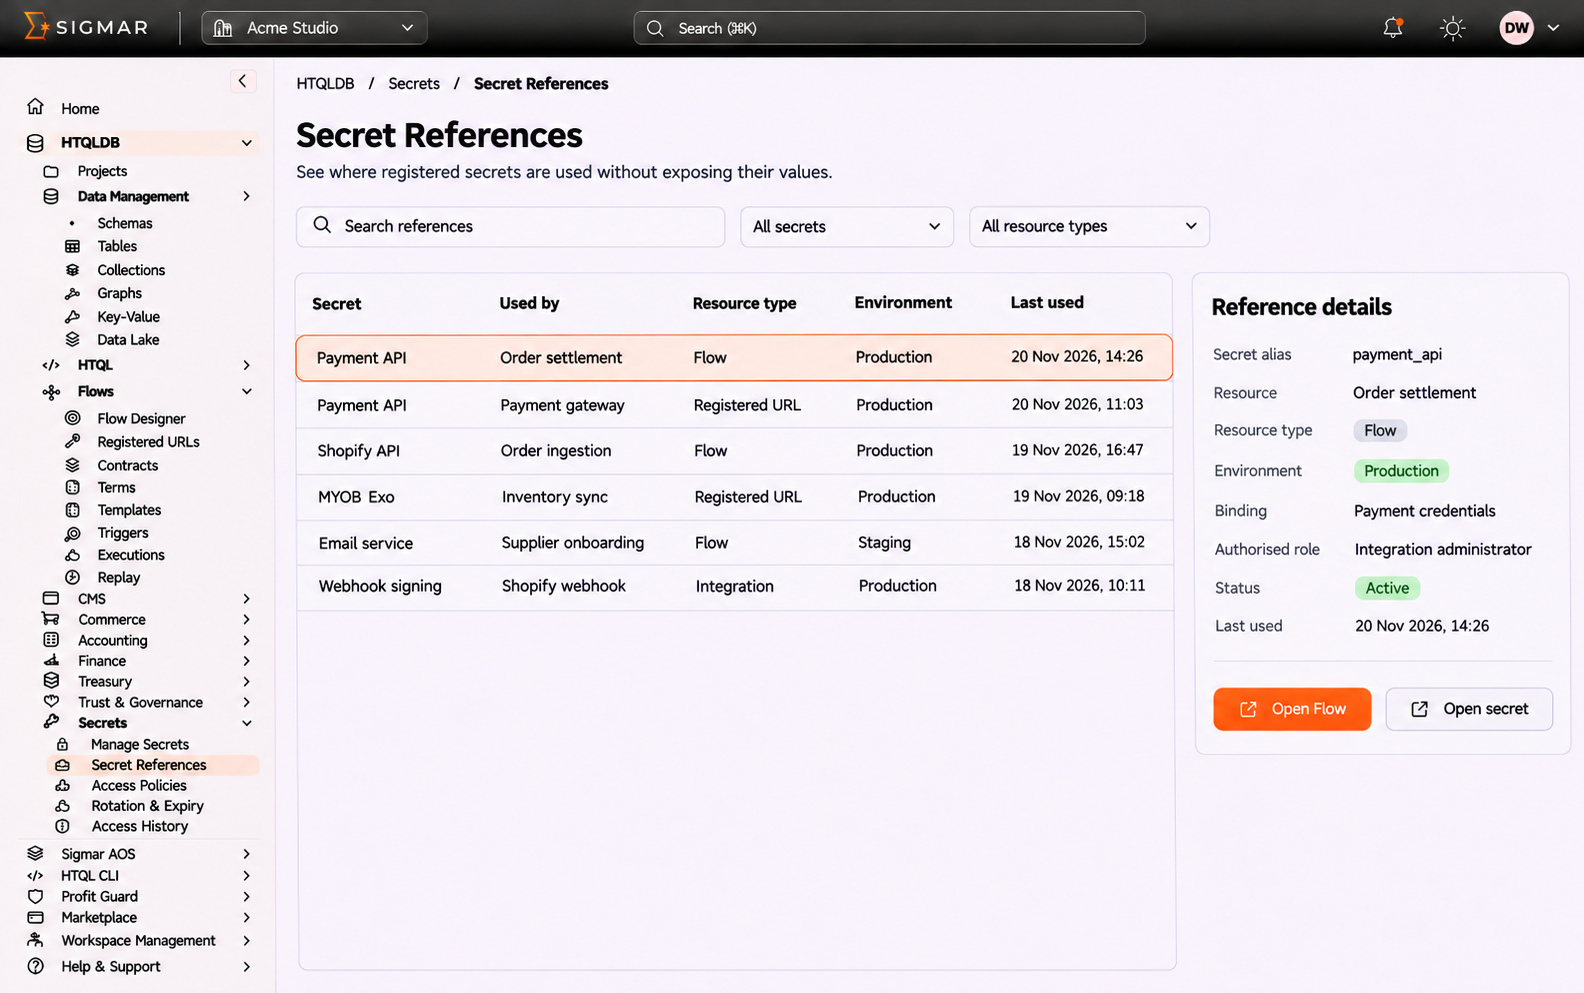 SIGMAR
Acme Studio
Search (⌘K)
DW
Home
HTQLDB
Projects
Data Management
Schemas
Tables
Collections
Graphs
Key-Value
Data Lake
HTQL
Flows
Flow Designer
Registered URLs
Contracts
Terms
Templates
Triggers
Executions
Replay
CMS
Commerce
Accounting
Finance
Treasury
Trust & Governance
Secrets
Manage Secrets
Secret References
Access Policies
Rotation & Expiry
Access History
Sigmar AOS
HTQL CLI
Profit Guard
Marketplace
Workspace Management
Help & Support
HTQLDB / Secrets / Secret References
Secret References
See where registered secrets are used without exposing their values.
Search references
All secrets
All resource types
Secret Used by Resource type Environment Last used
Payment API Order settlement Flow Production 20 Nov 2026, 14:26
Payment API Payment gateway Registered URL Production 20 Nov 2026, 11:03
Shopify API Order ingestion Flow Production 19 Nov 2026, 16:47
MYOB Exo Inventory sync Registered URL Production 19 Nov 2026, 09:18
Email service Supplier onboarding Flow Staging 18 Nov 2026, 15:02
Webhook signing Shopify webhook Integration Production 18 Nov 2026, 10:11
Reference details
Secret alias payment_api
Resource Order settlement
Resource type Flow
Environment Production
Binding Payment credentials
Authorised role Integration administrator
Status Active
Last used 20 Nov 2026, 14:26
Open Flow
Open secret